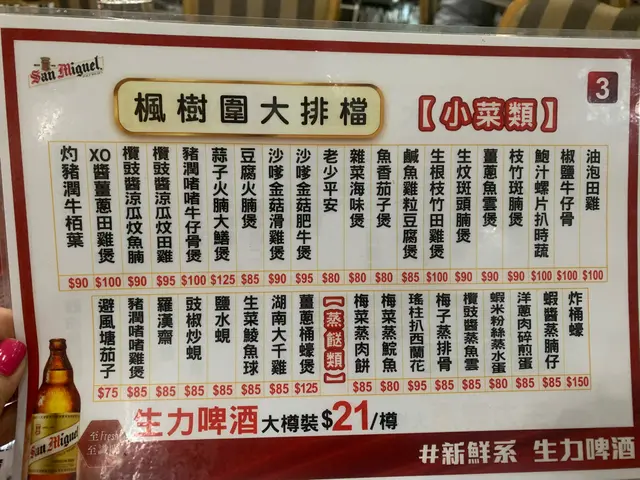 San Miguel
楓樹圍大排檔
【小菜類】
3
油泡田雞 $100
椒鹽牛仔骨 $100
鮑汁螺片扒時蔬 $100
枝竹斑腩煲 $90
薑蔥魚雲煲 $90
生炆斑頭腩煲 $90
生根枝竹田雞煲 $100
鹹魚雞粒豆腐煲 $85
魚香茄子煲 $80
雜菜海味煲 $80
老少平安 $80
沙嗲金菇肥牛煲 $95
沙嗲金菇滑雞煲 $90
豆腐火腩煲 $85
蒜子火腩大鱔煲 $125
豬潤啫啫牛仔骨煲 $100
欖豉醬涼瓜炆田雞 $95
欖豉醬涼瓜炆魚腩 $90
XO醬薑蔥田雞煲 $100
灼豬潤牛栢葉 $90
炸桶蠔 $150
蝦醬蒸腩仔 $85
洋蔥肉碎煎蛋 $85
蝦米粉絲蒸水蛋 $80
欖豉醬蒸魚雲 $85
梅子蒸排骨 $85
瑤柱扒西蘭花 $95
梅菜蒸鯇魚 $80
梅菜蒸肉餅 $85
【蒸餸類】
薑蔥桶蠔煲 $125
湖南大千雞 $85
生菜鯪魚球 $85
鹽水蜆 $85
豉椒炒蜆 $85
羅漢齋 $85
豬潤啫啫雞煲 $85
避風塘茄子 $75
生力啤酒 大樽裝 $21/樽
至Fresh
San Miguel
#新鮮系 生力啤酒